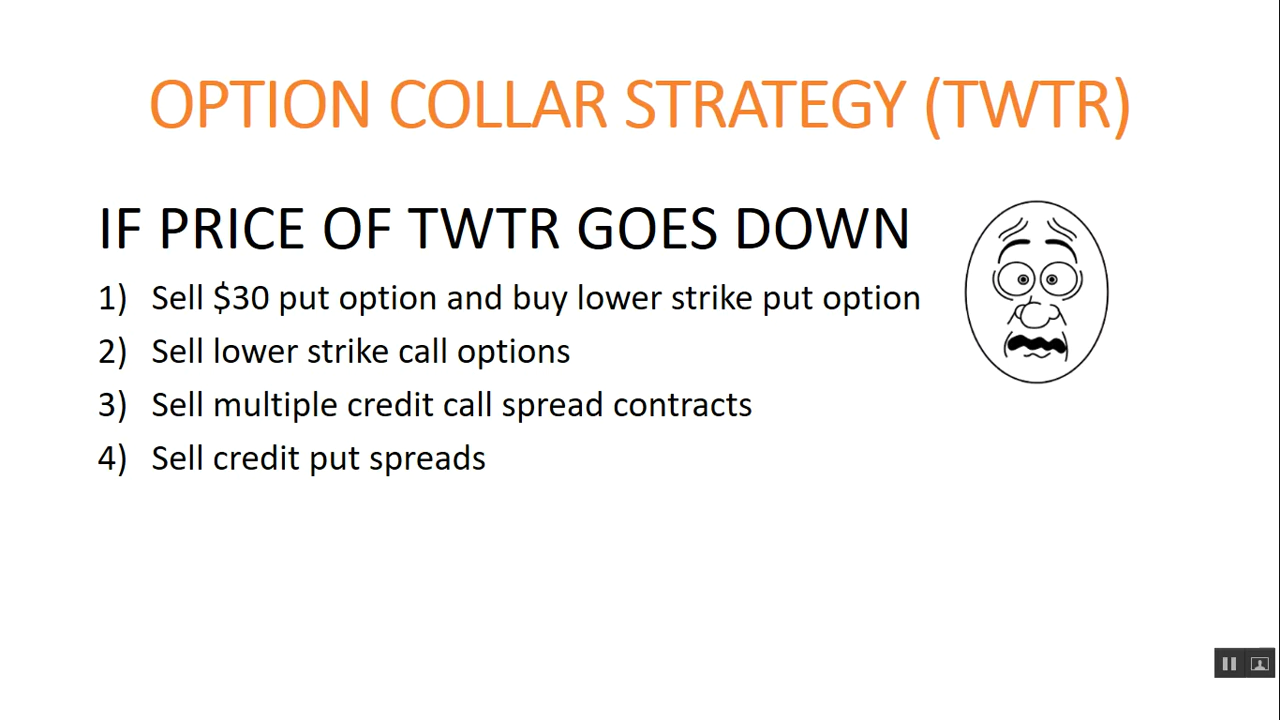 OPTION COLLAR STRATEGY (TWTR)
IF PRICE OF TWTR GOES DOWN
1) Sell $30 put option and buy lower strike put option
2) Sell lower strike call options
3) Sell multiple credit call spread contracts
4) Sell credit put spreads